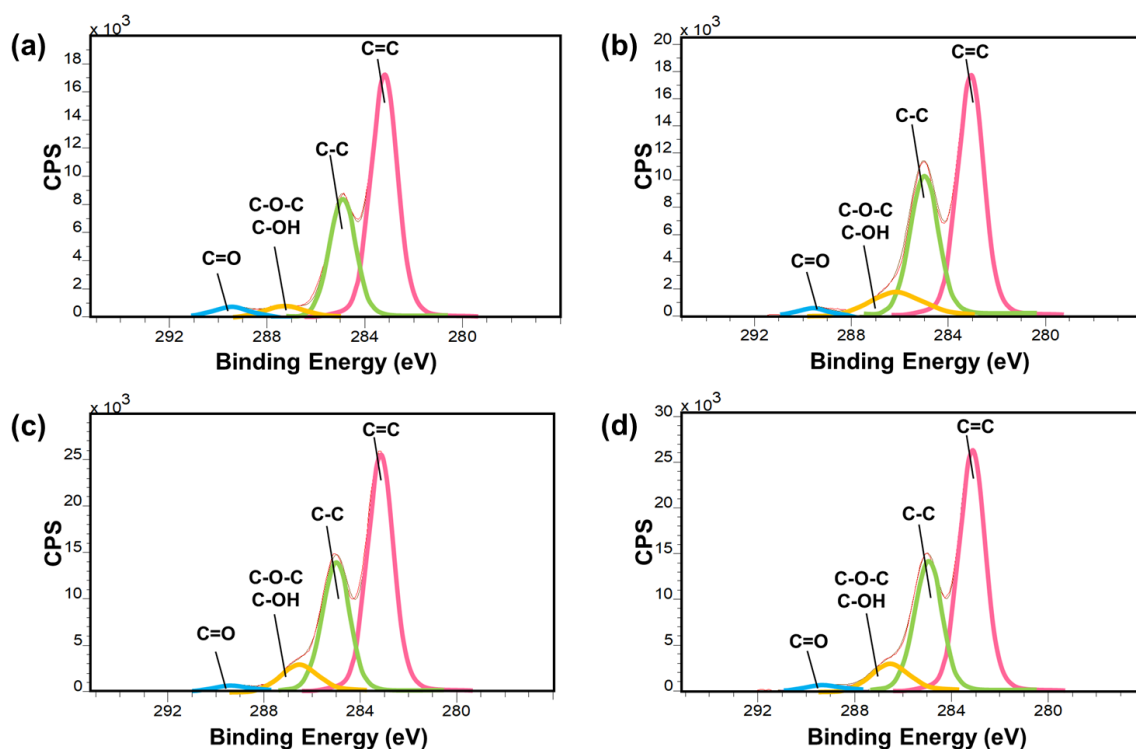 (a)
x 10³
18
16
14
12
10
8
6
4
2
0
CPS
C=C
C-C
C-O-C
C-OH
C=O
292
288
284
280
Binding Energy (eV)
(b)
x 10³
20
18
16
14
12
10
8
6
4
2
0
CPS
C=C
C-C
C-O-C
C-OH
C=O
292
288
284
280
Binding Energy (eV)
(c)
x 10³
25
20
15
10
5
0
CPS
C=C
C-C
C-O-C
C-OH
C=O
292
288
284
280
Binding Energy (eV)
(d)
x 10³
30
25
20
15
10
5
0
CPS
C=C
C-C
C-O-C
C-OH
C=O
292
288
284
280
Binding Energy (eV)